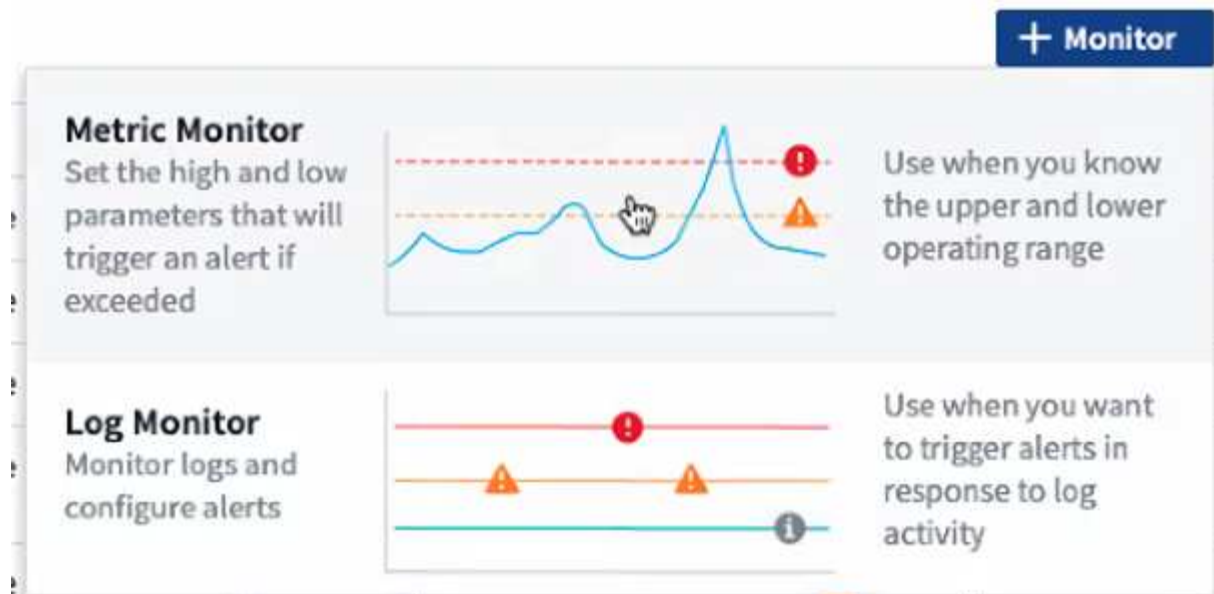 + Monitor
Metric Monitor
Set the high and low
parameters that will
trigger an alert if
exceeded
Use when you know
the upper and lower
operating range
Log Monitor
Monitor logs and
configure alerts
Use when you want
to trigger alerts in
response to log
activity